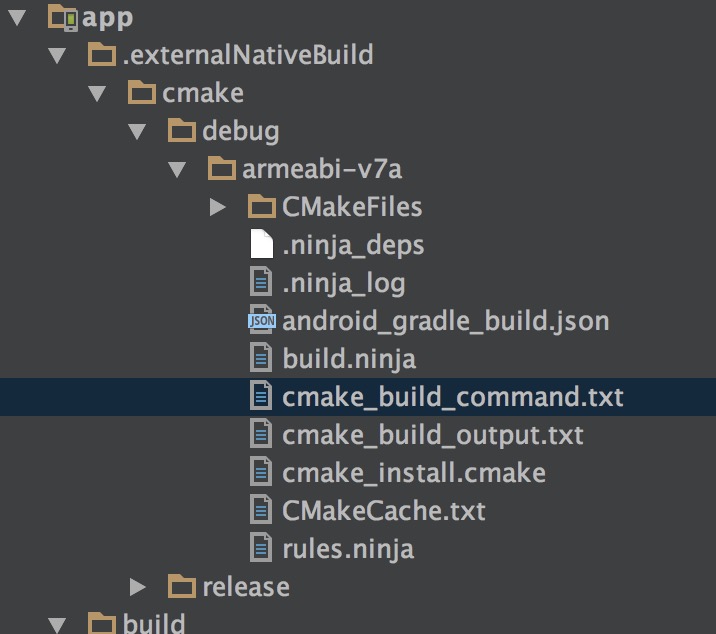 app
.externalNativeBuild
cmake
debug
armeabi-v7a
CMakeFiles
.ninja_deps
.ninja_log
JSON android_gradle_build.json
build.ninja
cmake_build_command.txt
cmake_build_output.txt
cmake_install.cmake
CMakeCache.txt
rules.ninja
release
build